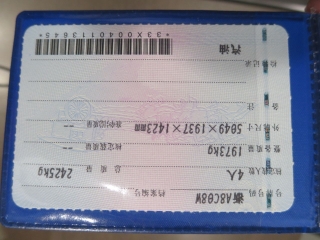 号牌号码 浙A8C08W 档案编号
核定载人数 4人 总质量 2425kg
整备质量 1973kg 核定载质量 --
外廓尺寸 5049×1937×1423mm 准牵引总质量 --
备注
检验记录
汽油
*33X0040113645*